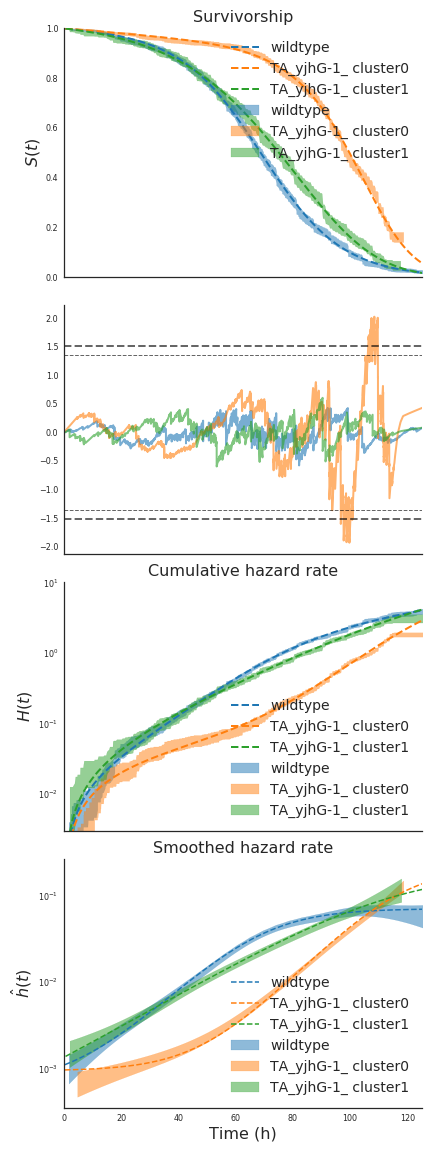 Survivorship
1.0
0.8
0.6
0.4
0.2
0.0
S(t)
wildtype
TA_yjhG-1_ cluster0
TA_yjhG-1_ cluster1
wildtype
TA_yjhG-1_ cluster0
TA_yjhG-1_ cluster1
2.0
1.5
1.0
0.5
0.0
−0.5
−1.0
−1.5
−2.0
Cumulative hazard rate
10¹
10⁰
10⁻¹
10⁻²
H(t)
wildtype
TA_yjhG-1_ cluster0
TA_yjhG-1_ cluster1
wildtype
TA_yjhG-1_ cluster0
TA_yjhG-1_ cluster1
Smoothed hazard rate
10⁻¹
10⁻²
10⁻³
ĥ(t)
wildtype
TA_yjhG-1_ cluster0
TA_yjhG-1_ cluster1
wildtype
TA_yjhG-1_ cluster0
TA_yjhG-1_ cluster1
0 20 40 60 80 100 120
Time (h)